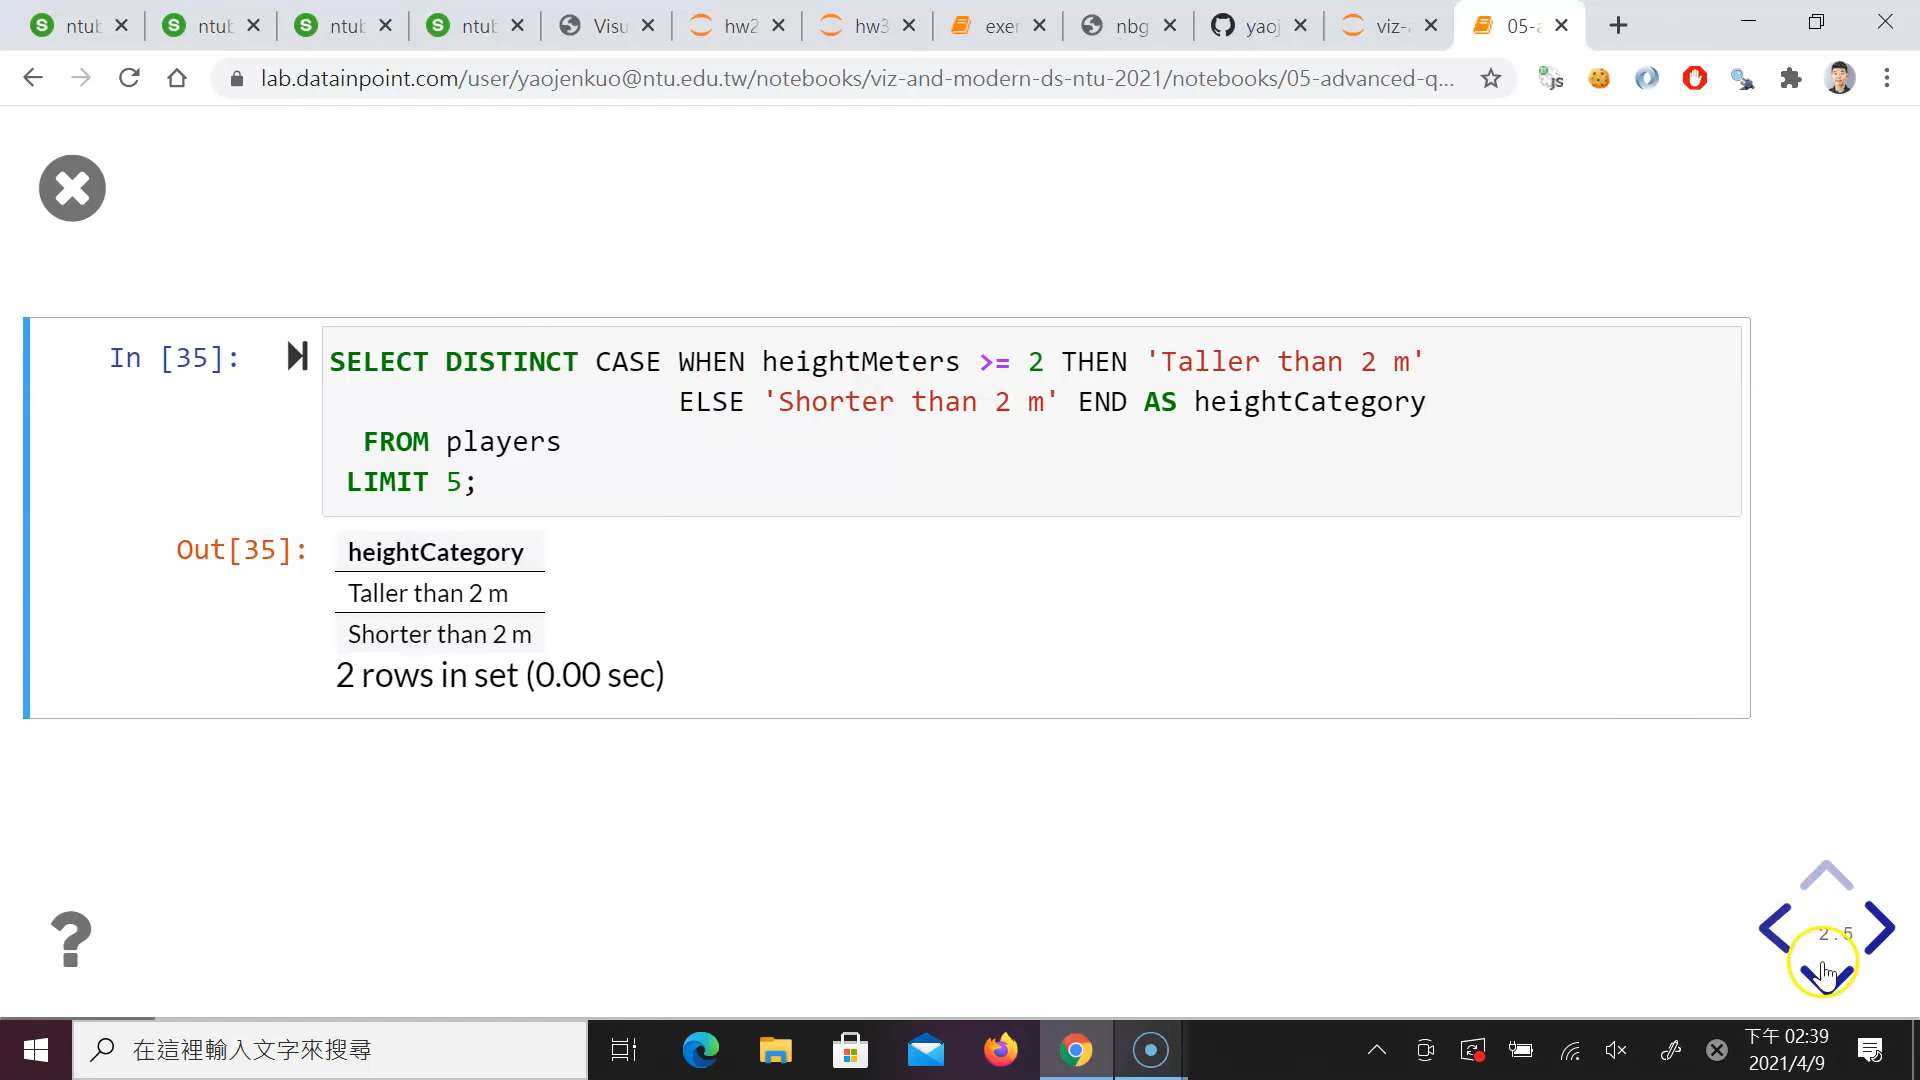 ntub
ntub
ntub
ntub
Visu
hw2
hw3
exer
nbg
yaoj
viz-a
05-a
lab.datainpoint.com/user/yaojenkuo@ntu.edu.tw/notebooks/viz-and-modern-ds-ntu-2021/notebooks/05-advanced-q...
In [35]:
SELECT DISTINCT CASE WHEN heightMeters >= 2 THEN 'Taller than 2 m'
ELSE 'Shorter than 2 m' END AS heightCategory
FROM players
LIMIT 5;
Out[35]:
heightCategory
Taller than 2 m
Shorter than 2 m
2 rows in set (0.00 sec)
2.5
在這裡輸入文字來搜尋
下午 02:39
2021/4/9